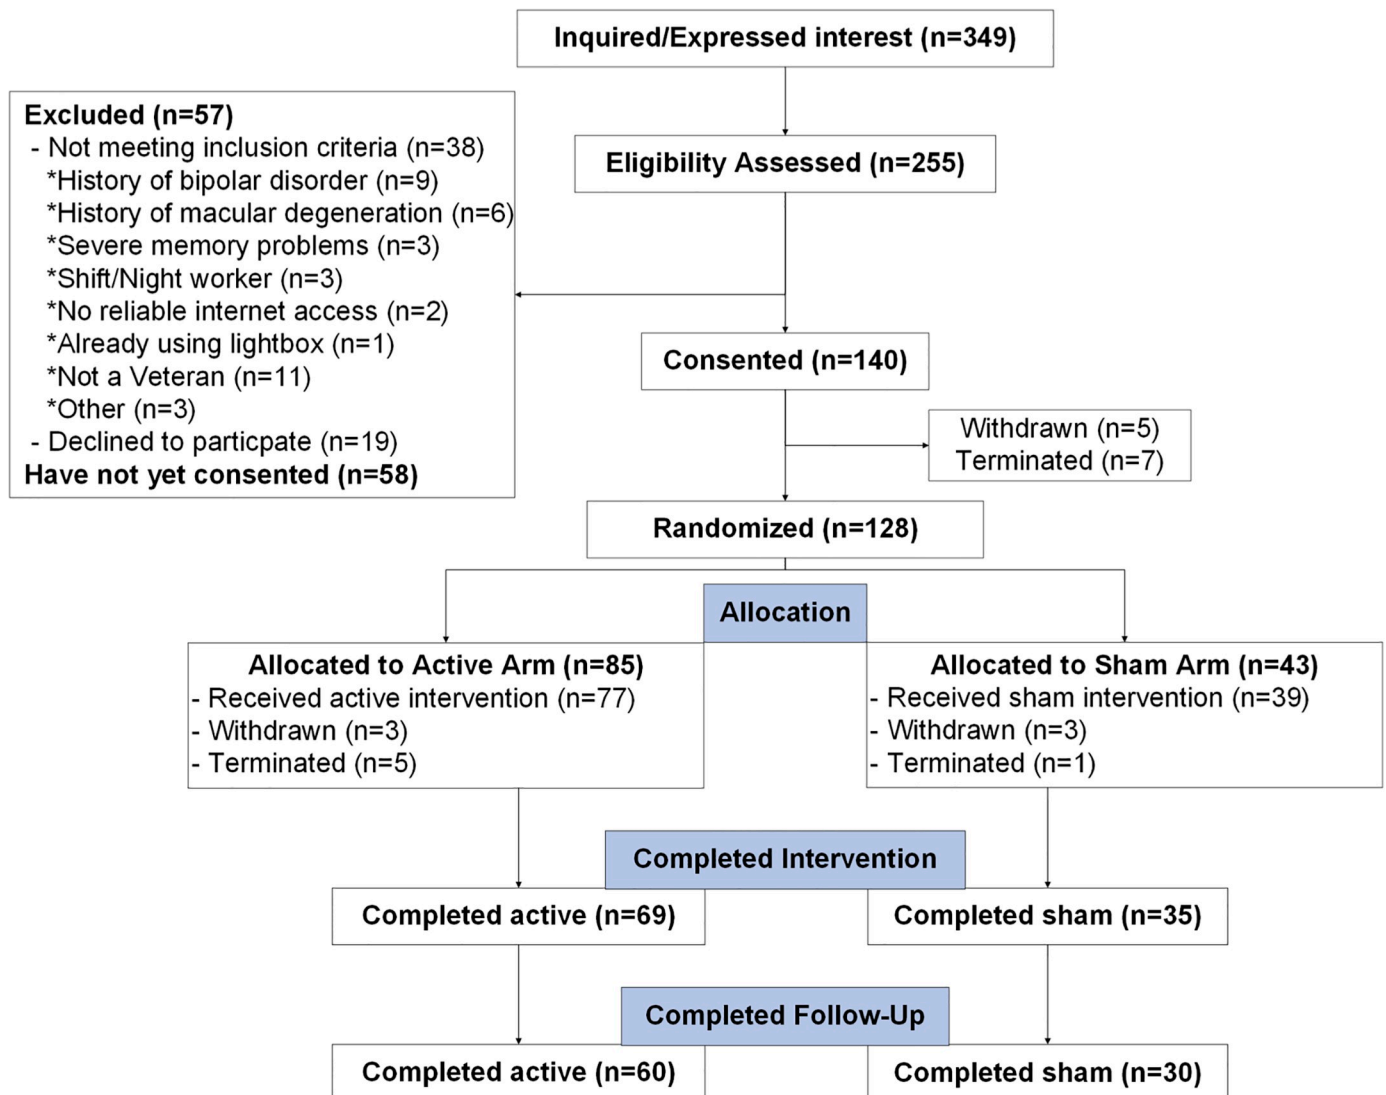 Inquired/Expressed interest (n=349)
Excluded (n=57)
- Not meeting inclusion criteria (n=38)
*History of bipolar disorder (n=9)
*History of macular degeneration (n=6)
*Severe memory problems (n=3)
*Shift/Night worker (n=3)
*No reliable internet access (n=2)
*Already using lightbox (n=1)
*Not a Veteran (n=11)
*Other (n=3)
- Declined to particpate (n=19)
Have not yet consented (n=58)
Eligibility Assessed (n=255)
Consented (n=140)
Withdrawn (n=5)
Terminated (n=7)
Randomized (n=128)
Allocation
Allocated to Active Arm (n=85)
- Received active intervention (n=77)
- Withdrawn (n=3)
- Terminated (n=5)
Allocated to Sham Arm (n=43)
- Received sham intervention (n=39)
- Withdrawn (n=3)
- Terminated (n=1)
Completed Intervention
Completed active (n=69)
Completed sham (n=35)
Completed Follow-Up
Completed active (n=60)
Completed sham (n=30)